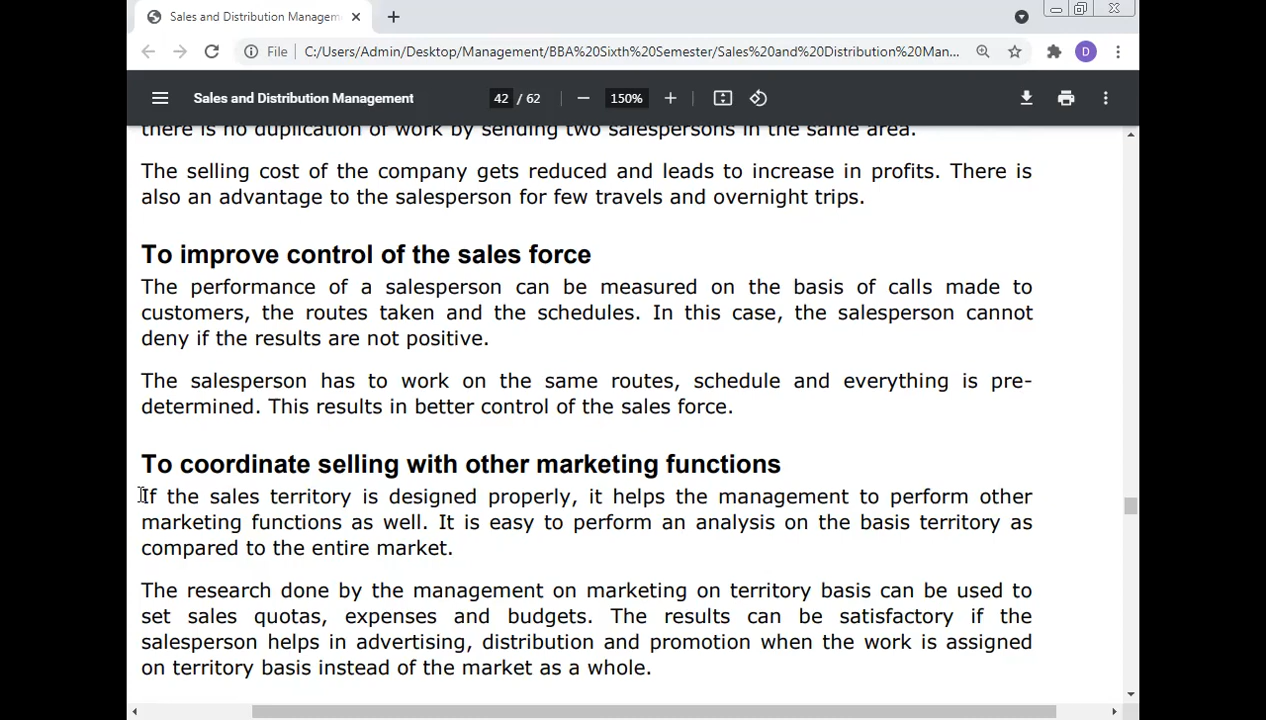 Sales and Distribution Managem
File C:/Users/Admin/Desktop/Management/BBA%20Sixth%20Semester/Sales%20and%20Distribution%20Man... D
Sales and Distribution Management 42 / 62 150%
there is no duplication of work by sending two salespersons in the same area.
The selling cost of the company gets reduced and leads to increase in profits. There is
also an advantage to the salesperson for few travels and overnight trips.
To improve control of the sales force
The performance of a salesperson can be measured on the basis of calls made to
customers, the routes taken and the schedules. In this case, the salesperson cannot
deny if the results are not positive.
The salesperson has to work on the same routes, schedule and everything is pre-
determined. This results in better control of the sales force.
To coordinate selling with other marketing functions
If the sales territory is designed properly, it helps the management to perform other
marketing functions as well. It is easy to perform an analysis on the basis territory as
compared to the entire market.
The research done by the management on marketing on territory basis can be used to
set sales quotas, expenses and budgets. The results can be satisfactory if the
salesperson helps in advertising, distribution and promotion when the work is assigned
on territory basis instead of the market as a whole.